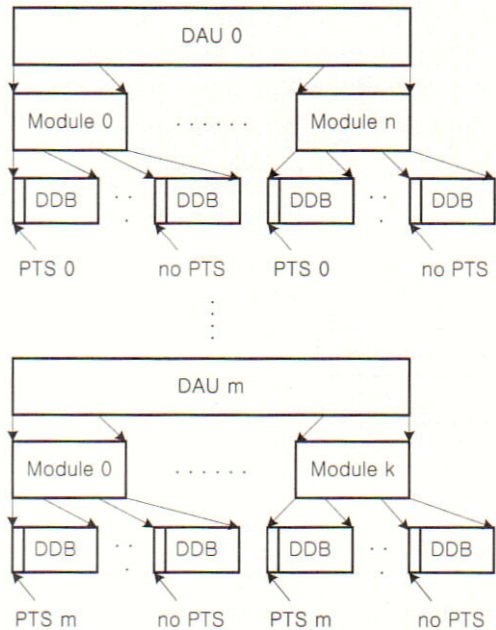 DAU 0
Module 0 . . . . . . Module n
DDB . . DDB DDB . . DDB
PTS 0 no PTS PTS 0 no PTS
DAU m
Module 0 . . . . . . Module k
DDB . . DDB DDB . . DDB
PTS m no PTS PTS m no PTS